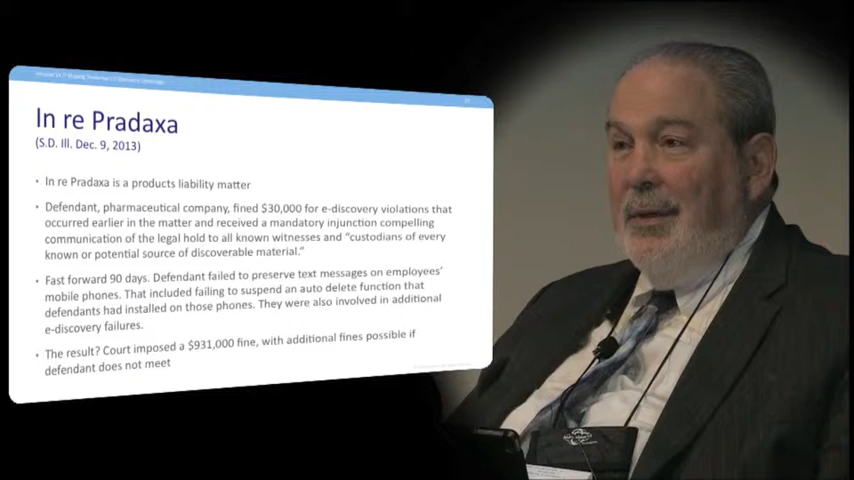 In re Pradaxa
(S.D. Ill. Dec. 9, 2013)
• In re Pradaxa is a products liability matter
• Defendant, pharmaceutical company, fined $30,000 for e-discovery violations that
occurred earlier in the matter and received a mandatory injunction compelling
communication of the legal hold to all known witnesses and “custodians of every
known or potential source of discoverable material.”
• Fast forward 90 days. Defendant failed to preserve text messages on employees’
mobile phones. That included failing to suspend an auto delete function that
defendants had installed on those phones. They were also involved in additional
e-discovery failures.
• The result? Court imposed a $931,000 fine, with additional fines possible if
defendant does not meet